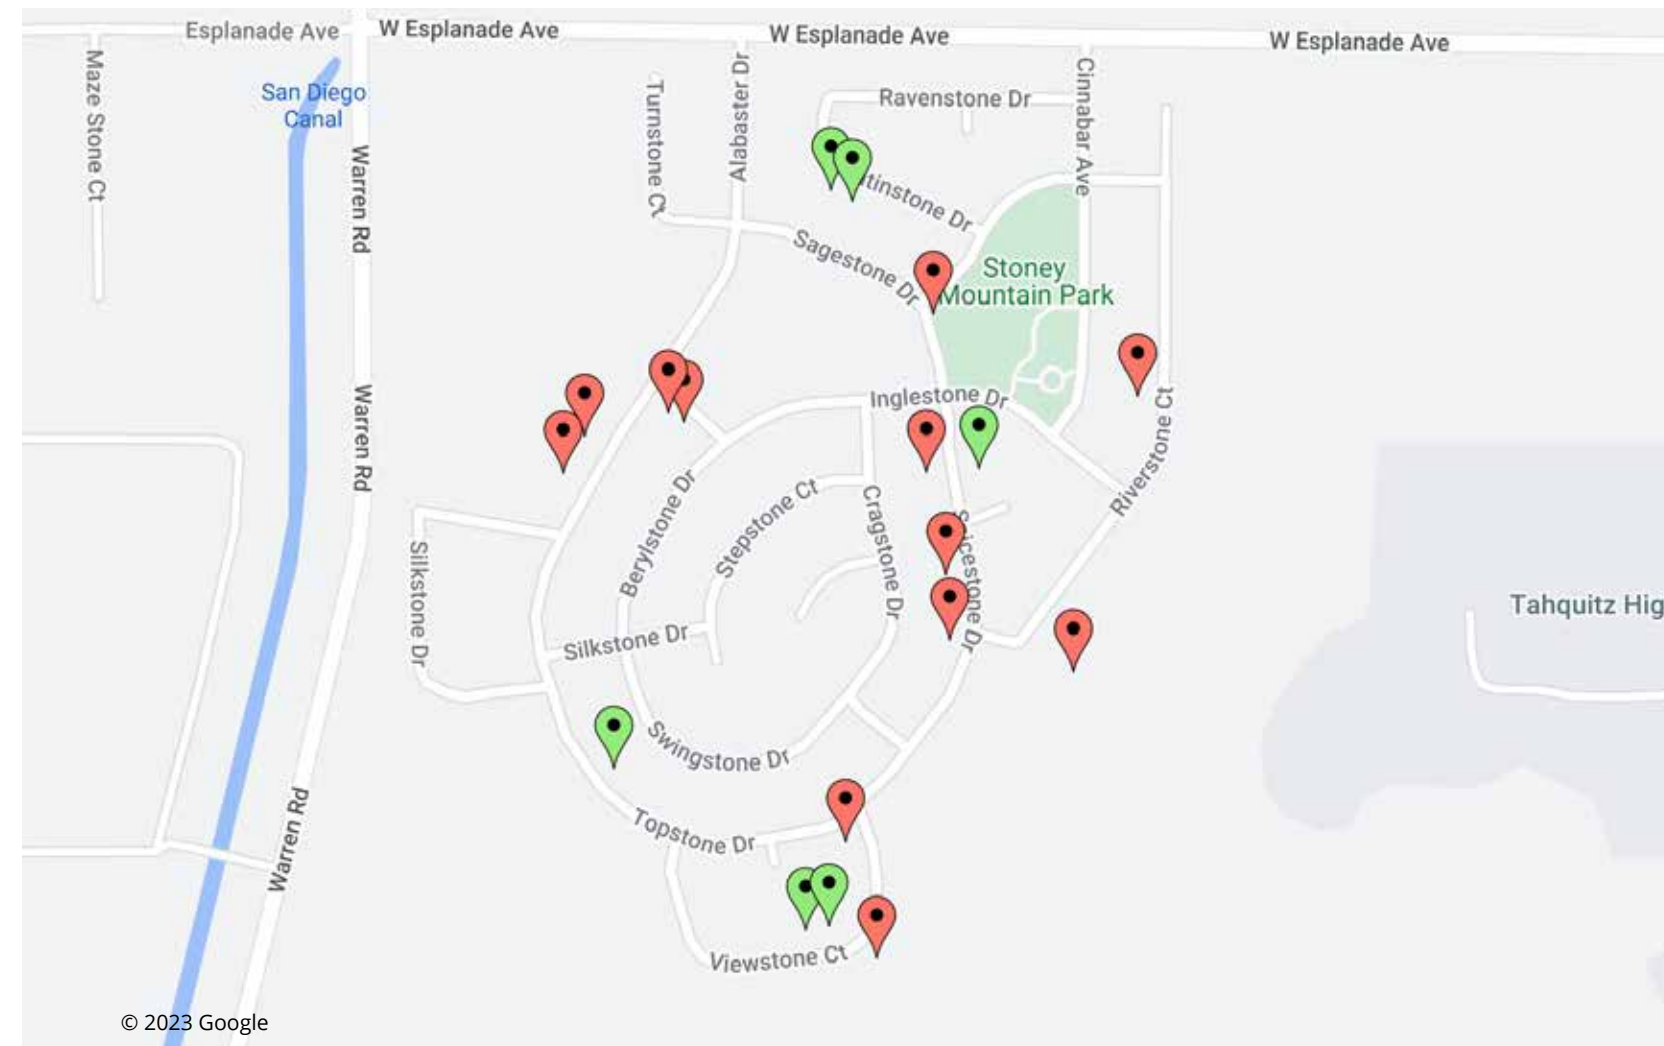 Esplanade Ave
W Esplanade Ave
W Esplanade Ave
W Esplanade Ave
Maze Stone Ct
San Diego
Canal
Warren Rd
Turnstone Ct
Alabaster Dr
Ravenstone Dr
Cinnabar Ave
tinstone Dr
Sagestone Dr
Stoney
Mountain Park
Warren Rd
Inglestone Dr
Riverstone Ct
Berylstone Dr
Stepstone Ct
Cragstone Dr
Silkstone Dr
Silkstone Dr
Tahquitz Hig
Swingstone Dr
Topstone Dr
Warren Rd
Viewstone Ct
© 2023 Google